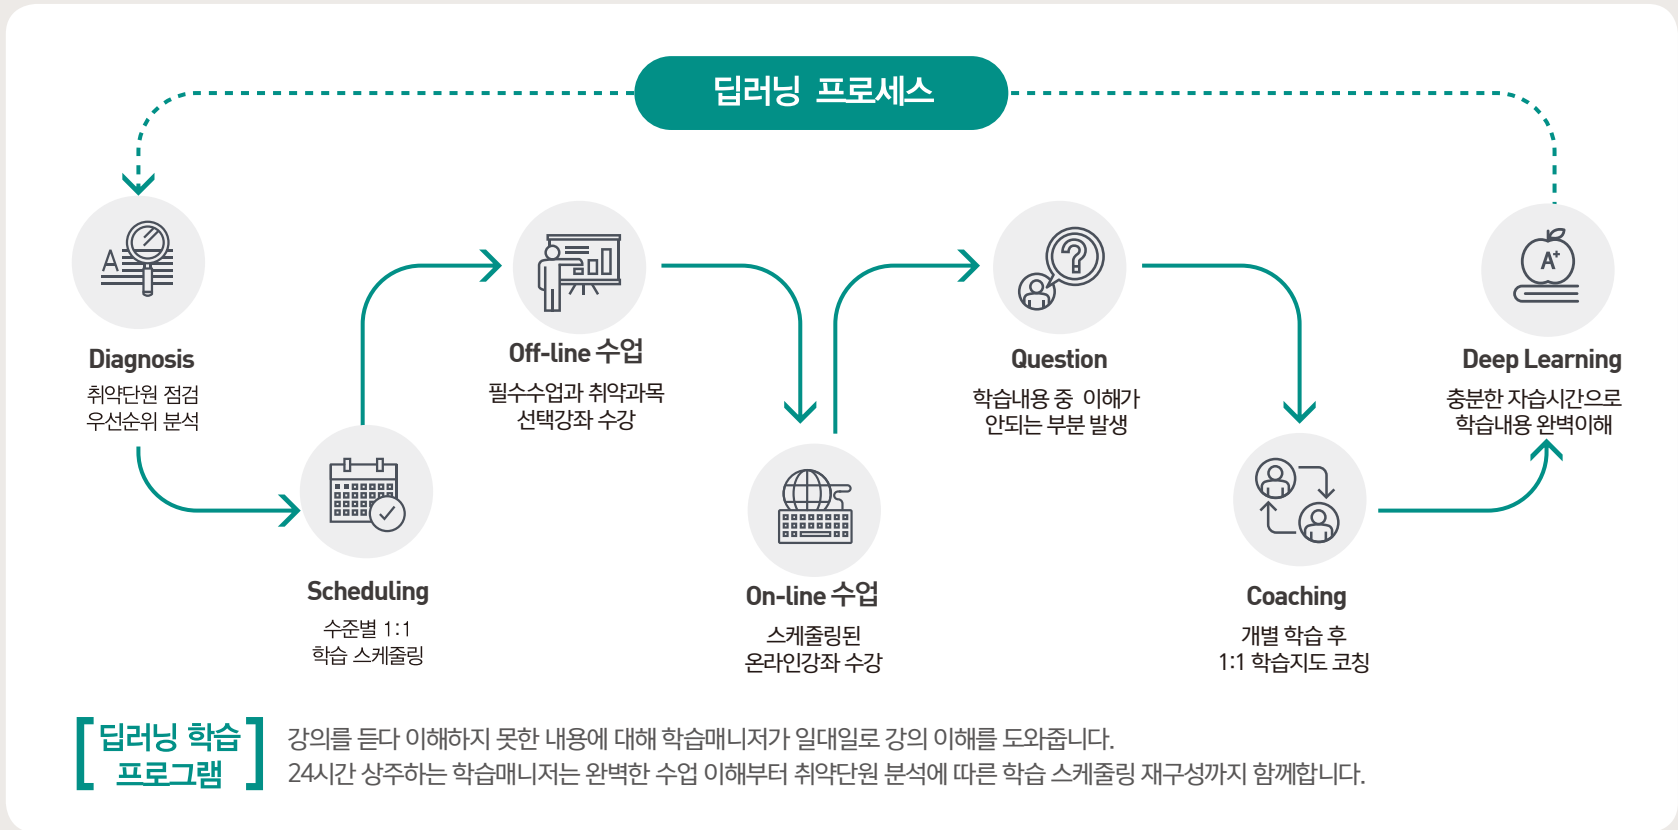 딥러닝 프로세스
A
Diagnosis
취약단원 점검
우선순위 분석
Scheduling
수준별 1:1
학습 스케줄링
Off-line 수업
필수수업과 취약과목
선택강좌 수강
On-line 수업
스케줄링된
온라인강좌 수강
?
Question
학습내용 중 이해가
안되는 부분 발생
Coaching
개별 학습 후
1:1 학습지도 코칭
A+
Deep Learning
충분한 자습시간으로
학습내용 완벽이해
[딥러닝 학습
프로그램]
강의를 듣다 이해하지 못한 내용에 대해 학습매니저가 일대일로 강의 이해를 도와줍니다.
24시간 상주하는 학습매니저는 완벽한 수업 이해부터 취약단원 분석에 따른 학습 스케줄링 재구성까지 함께합니다.